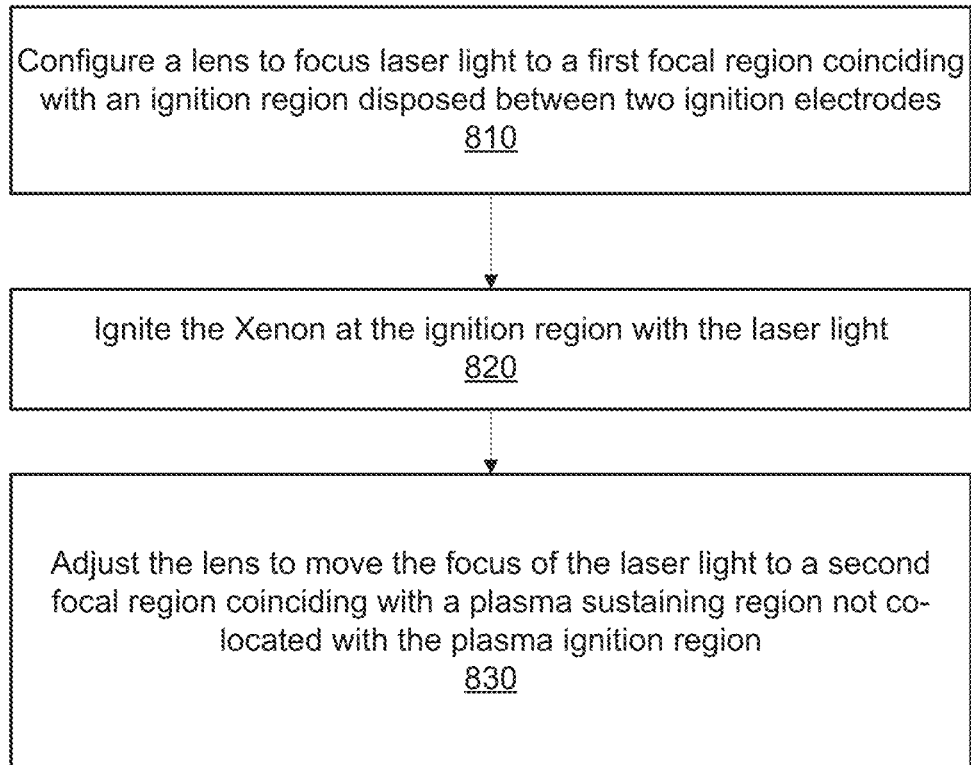 Configure a lens to focus laser light to a first focal region coinciding
with an ignition region disposed between two ignition electrodes
810
Ignite the Xenon at the ignition region with the laser light
820
Adjust the lens to move the focus of the laser light to a second
focal region coinciding with a plasma sustaining region not co-
located with the plasma ignition region
830